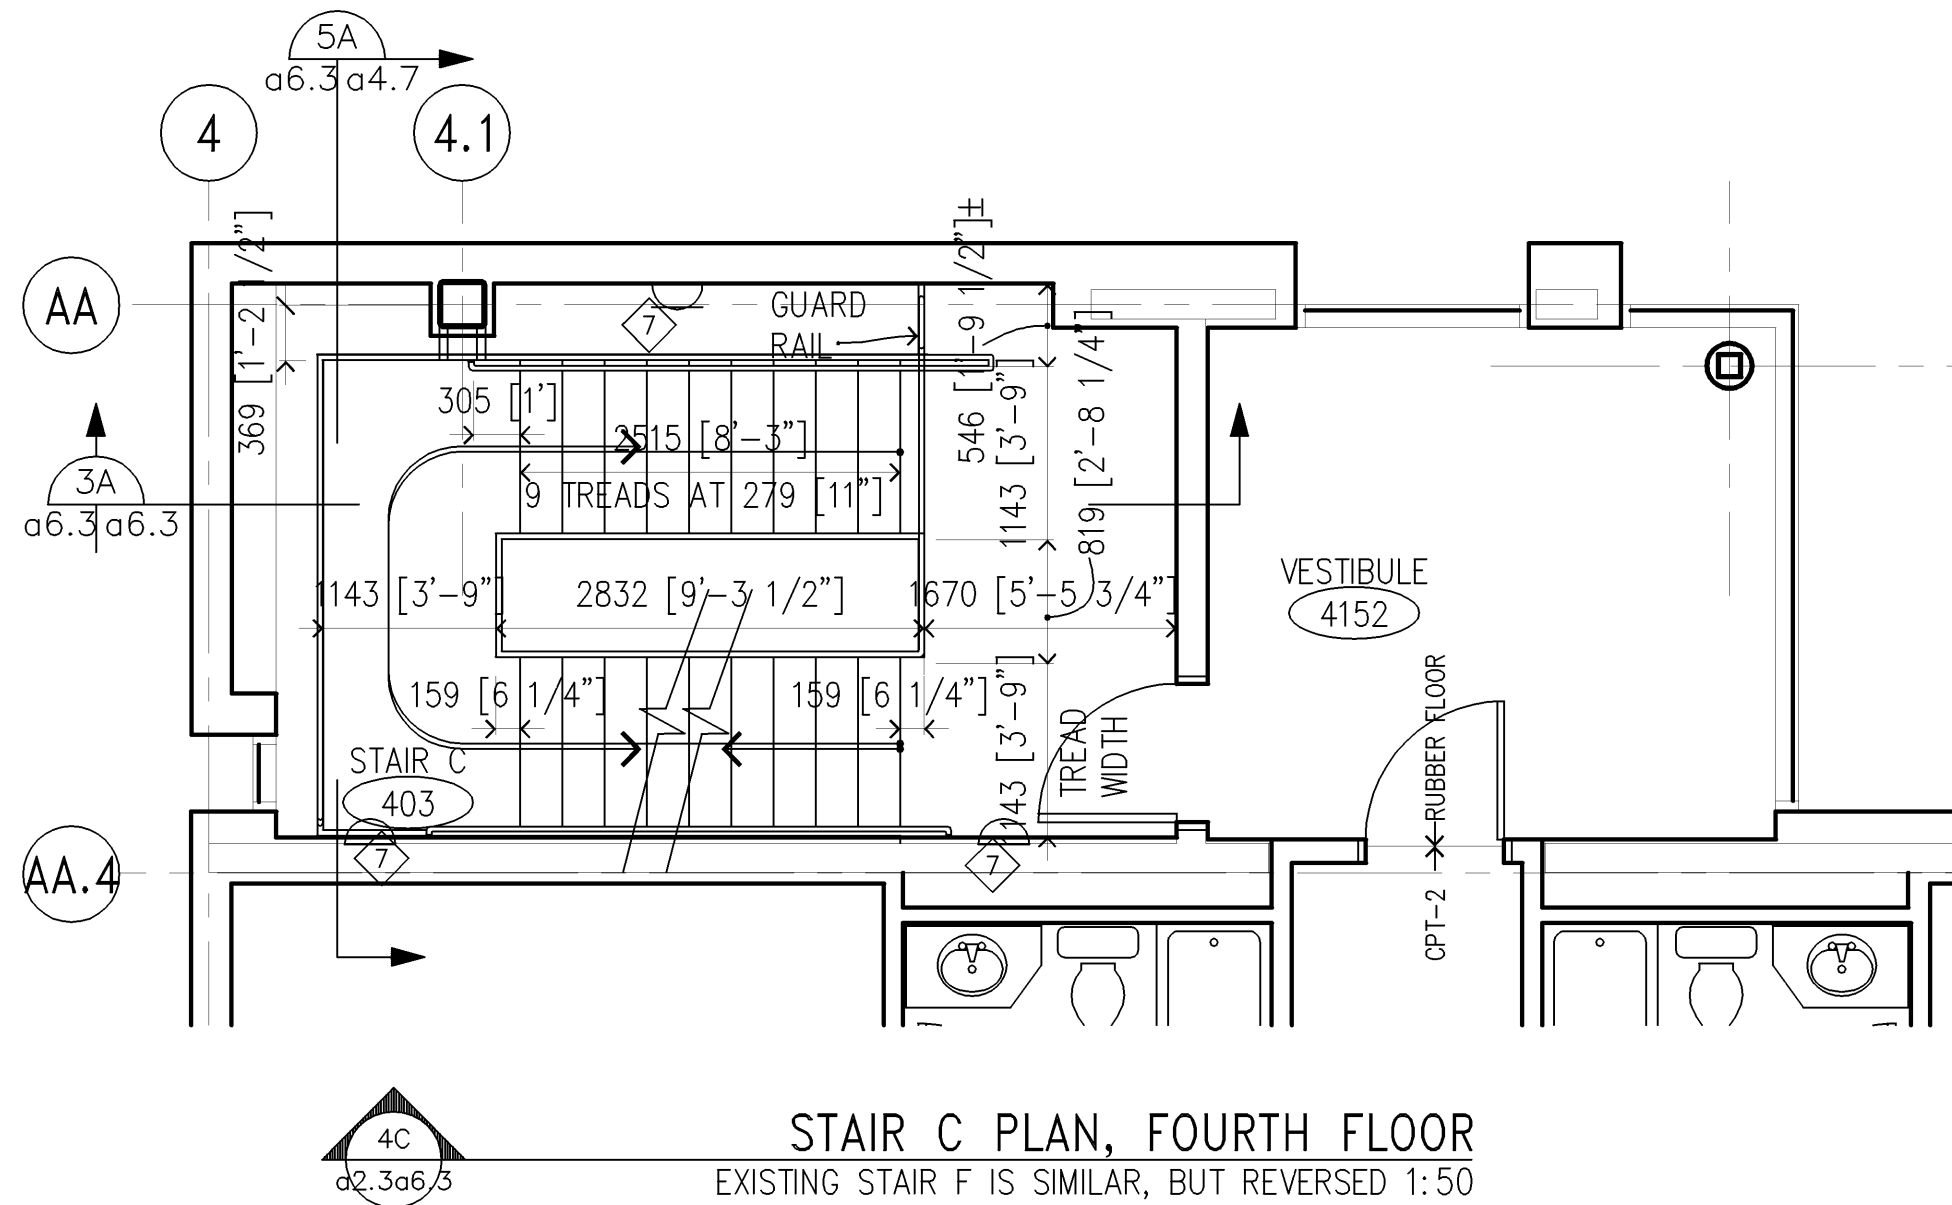 5A
a6.3 a4.7
4
4.1
AA
369 [1'-2 1/2"]
7
GUARD
RAIL
546 [1'-9 1/2"]±
305 [1']
2515 [8'-3"]
9 TREADS AT 279 [11"]
1143 [3'-9"]
819 [2'-8 1/4"]
3A
a6.3 a6.3
1143 [3'-9"]
2832 [9'-3 1/2"]
1670 [5'-5 3/4"]
VESTIBULE
4152
159 [6 1/4"]
159 [6 1/4"]
1143 [3'-9"]
TREAD
WIDTH
RUBBER FLOOR
CPT-2
STAIR C
403
7
7
AA.4
4C
a2.3 a6.3
STAIR C PLAN, FOURTH FLOOR
EXISTING STAIR F IS SIMILAR, BUT REVERSED 1:50